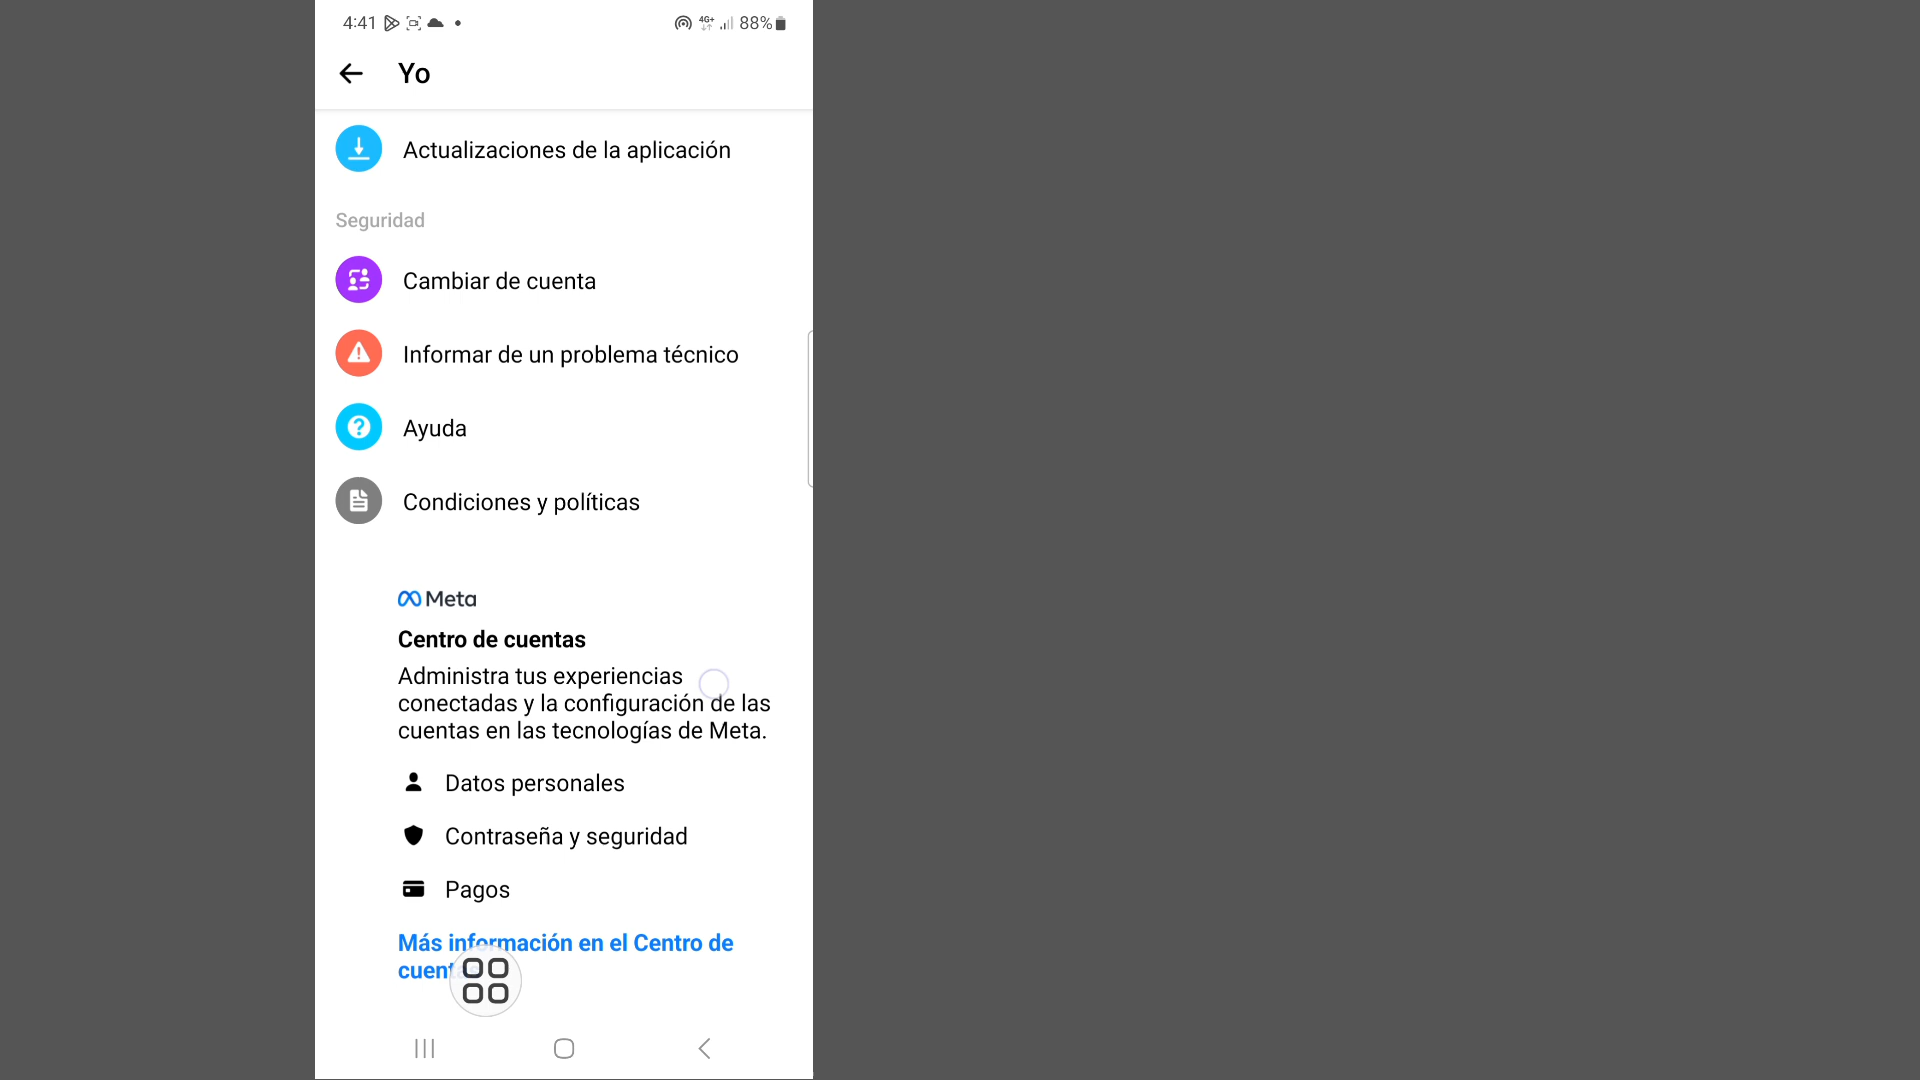 4:41
4G+
88%
Yo
Actualizaciones de la aplicación
Seguridad
Cambiar de cuenta
Informar de un problema técnico
Ayuda
Condiciones y políticas
Meta
Centro de cuentas
Administra tus experiencias
conectadas y la configuración de las
cuentas en las tecnologías de Meta.
Datos personales
Contraseña y seguridad
Pagos
Más información en el Centro de